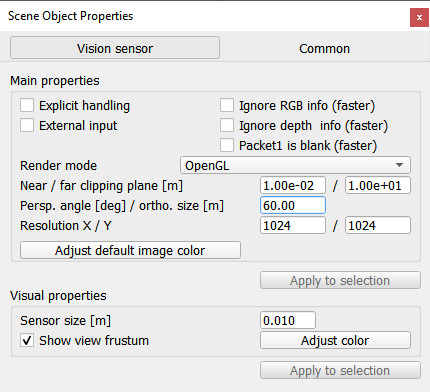 Scene Object Properties x
Vision sensor Common
Main properties
Explicit handling Ignore RGB info (faster)
External input Ignore depth info (faster)
Packet1 is blank (faster)
Render mode OpenGL
Near / far clipping plane [m] 1.00e-02 / 1.00e+01
Persp. angle [deg] / ortho. size [m] 60.00
Resolution X / Y 1024 / 1024
Adjust default image color
Apply to selection
Visual properties
Sensor size [m] 0.010
Show view frustum Adjust color
Apply to selection